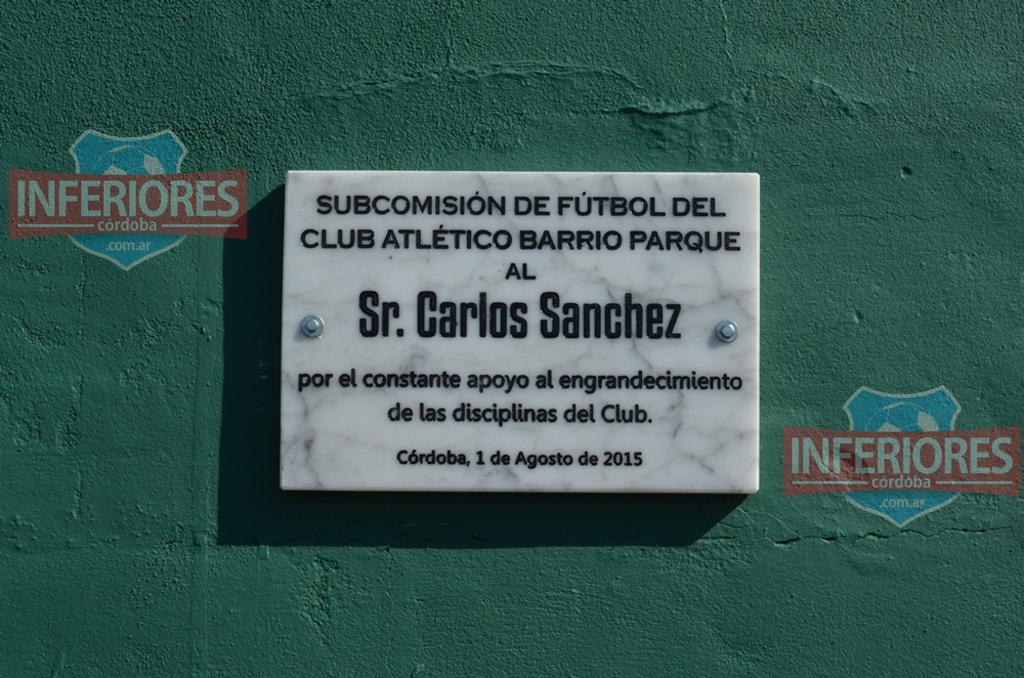 SUBCOMISIÓN DE FÚTBOL DEL
CLUB ATLÉTICO BARRIO PARQUE
AL
Sr. Carlos Sanchez
por el constante apoyo al engrandecimiento
de las disciplinas del Club.
Córdoba, 1 de Agosto de 2015
INFERIORES
córdoba
.com.ar
INFERIORES
córdoba
.com.ar